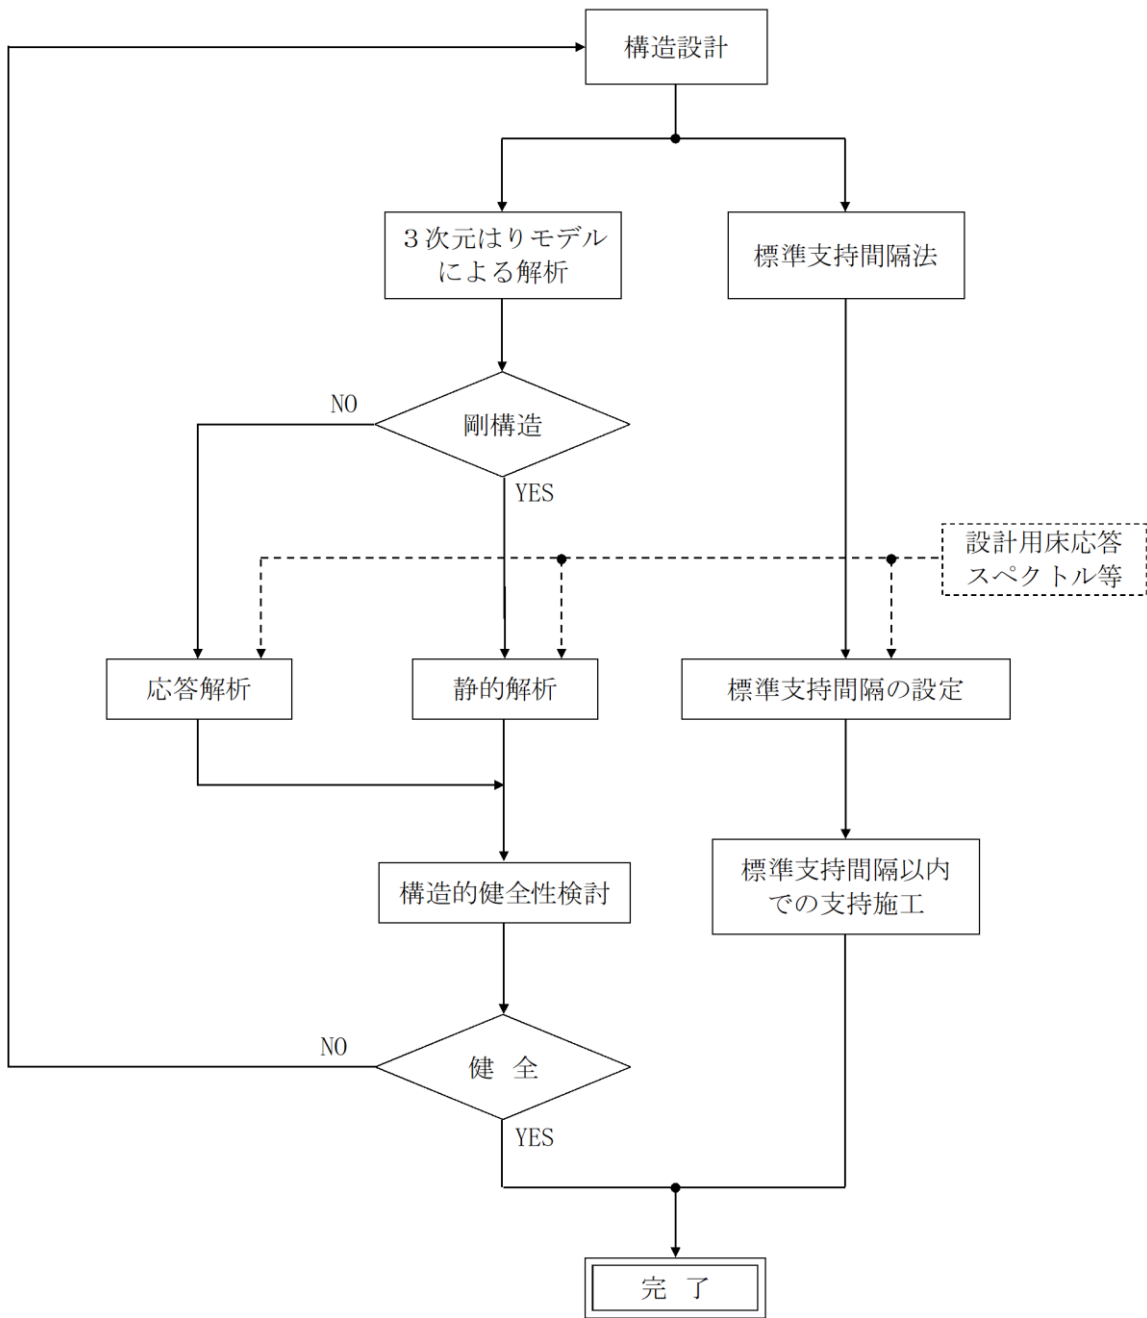 構造設計
３次元はりモデル
による解析
標準支持間隔法
NO
剛構造
YES
設計用床応答
スペクトル等
応答解析
静的解析
標準支持間隔の設定
構造的健全性検討
標準支持間隔以内
での支持施工
NO
健 全
YES
完 了